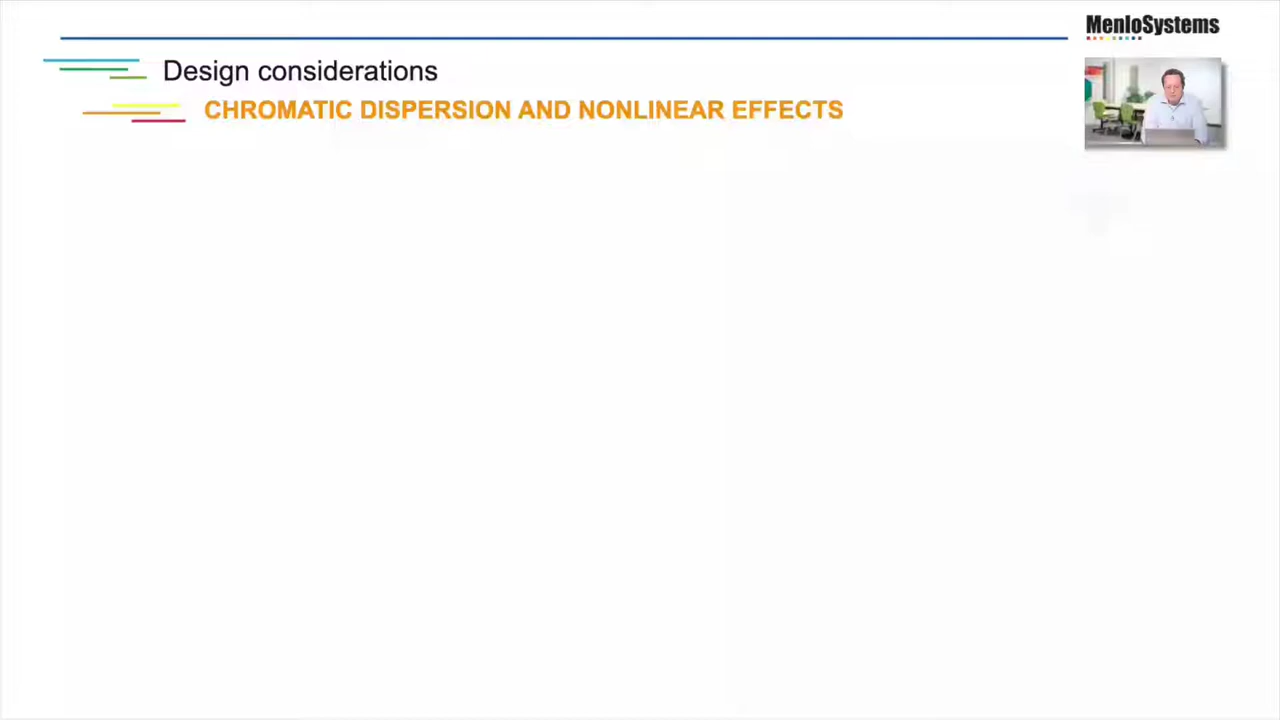 MenloSystems
Design considerations
CHROMATIC DISPERSION AND NONLINEAR EFFECTS